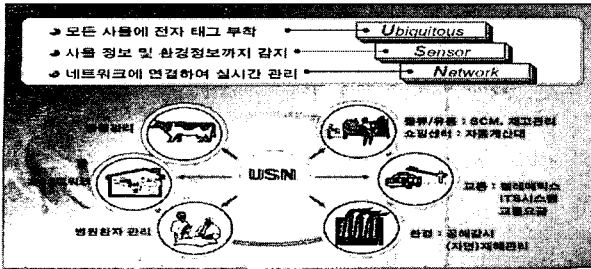 모든 사물에 전자 태그 부착 Ubiquitous
사물 정보 및 환경정보까지 감지 Sensor
네트워크에 연결하여 실시간 관리 Network
물류/유통 : SCM, 재고관리
쇼핑센터 : 자동계산대
USN
교통 : 텔레매틱스
ITS시스템
교통요금
병원환자 관리
환경 : 공해감시
(자연)재해관리